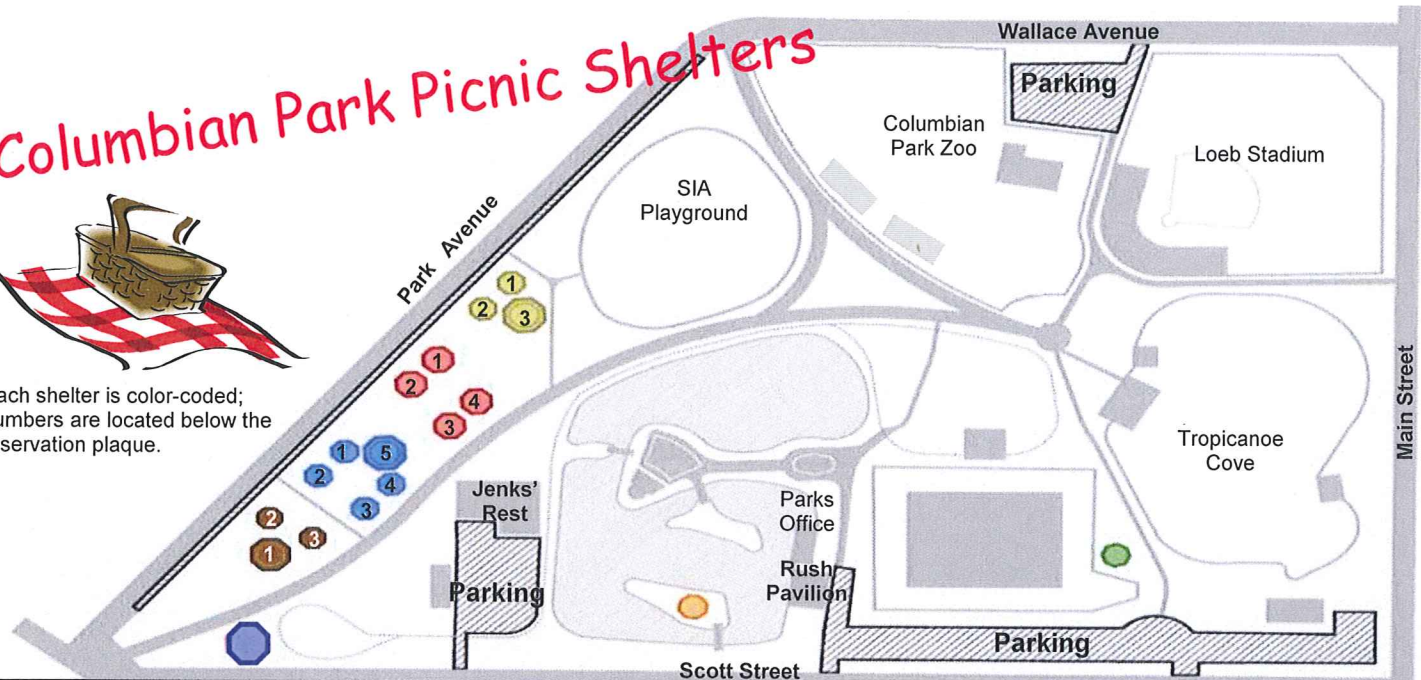 Columbian Park Picnic Shelters
Wallace Avenue
Parking
Columbian
Park Zoo
Loeb Stadium
SIA
Playground
Park Avenue
1
2
3
1
2
4
3
ach shelter is color-coded;
umbers are located below the
servation plaque.
1
5
2
4
3
2
3
1
Jenks'
Rest
Parking
Parks
Office
Rush
Pavilion
Tropicanoe
Cove
Main Street
Parking
Scott Street